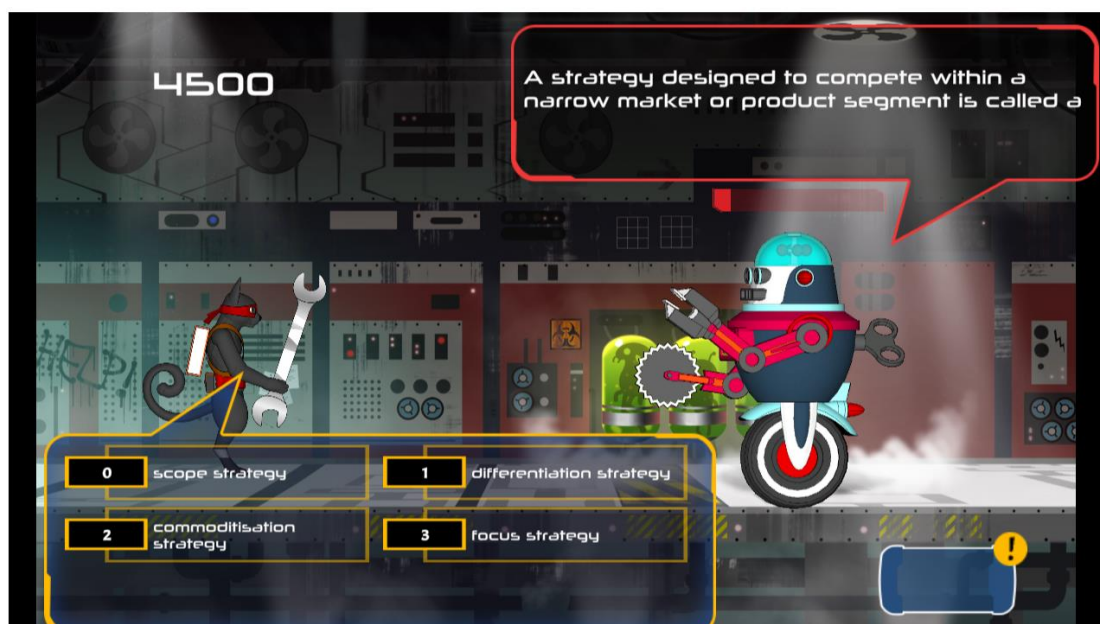 4500
A strategy designed to compete within a
narrow market or product segment is called a
HELP!
0 scope strategy
1 differentiation strategy
2 commoditisation
strategy
3 focus strategy
!